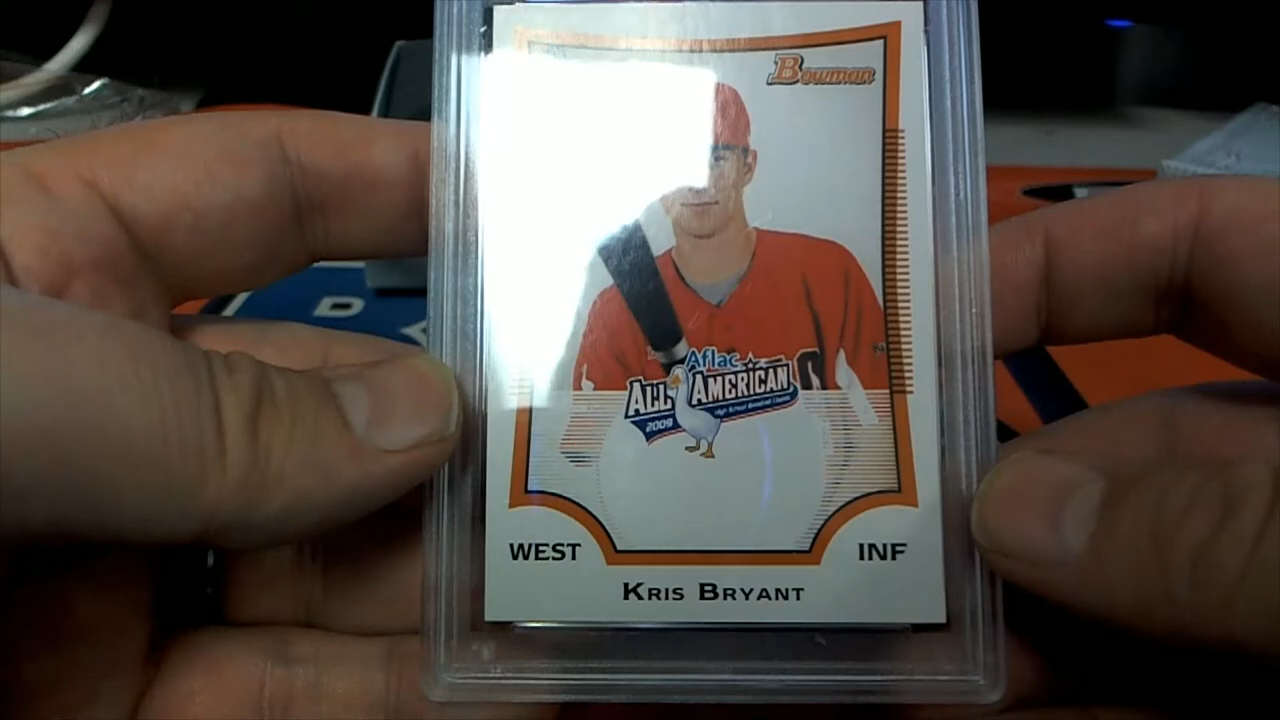 Bowman
D
Aflac
ALL AMERICAN
High School Baseball Classic
2009
WEST
INF
KRIS BRYANT